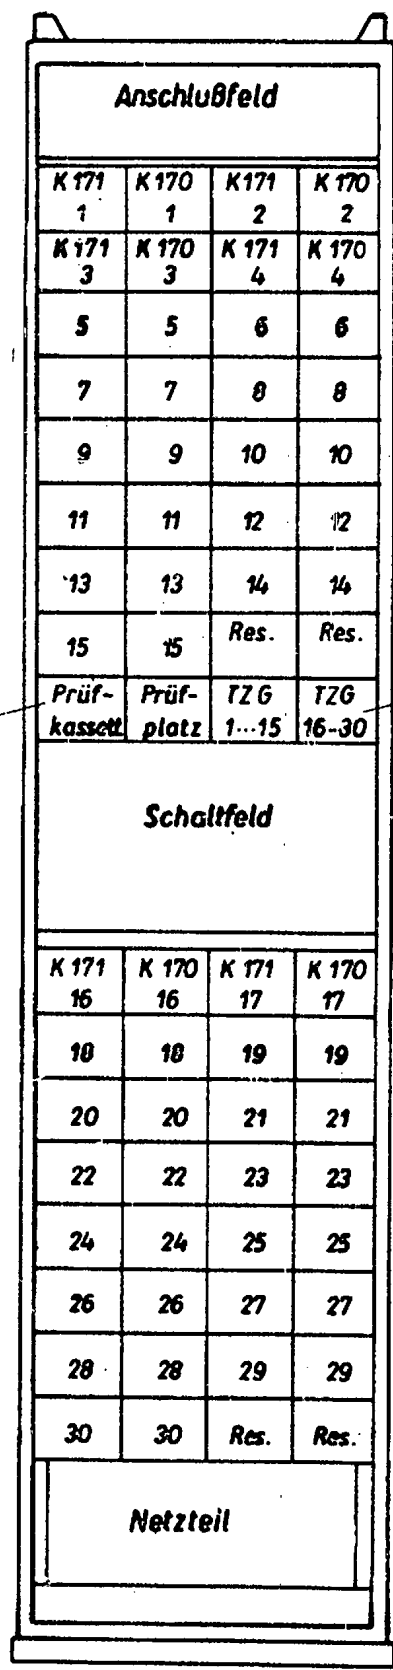 Anschlußfeld
K 171 K 170 K 171 K 170
1 1 2 2
K 171 K 170 K 171 K 170
3 3 4 4
5 5 6 6
7 7 8 8
9 9 10 10
11 11 12 12
13 13 14 14
15 15 Res. Res.
Prüf- Prüf- TZG TZG
kassett platz 1...15 16-30
Schaltfeld
K 171 K 170 K 171 K 170
16 16 17 17
18 18 19 19
20 20 21 21
22 22 23 23
24 24 25 25
26 26 27 27
28 28 29 29
30 30 Res. Res.
Netzteil